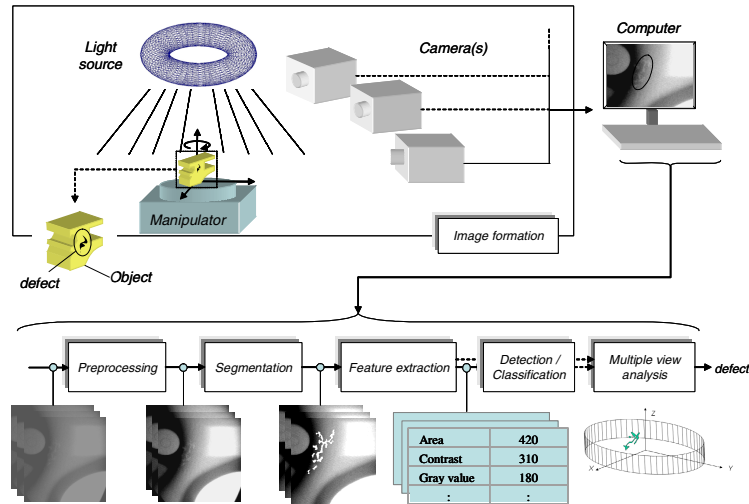 Light
source
Camera(s)
Computer
Manipulator
Image formation
defect
Object
Preprocessing
Segmentation
Feature extraction
Detection /
Classification
Multiple view
analysis
defect
Area 420
Contrast 310
Gray value 180
: :
Z
X
Y